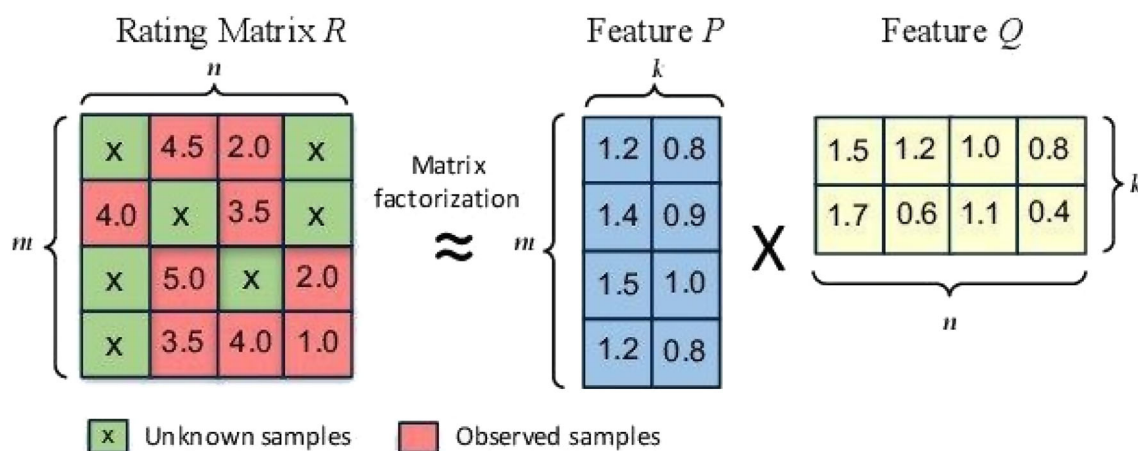 Rating Matrix R
Feature P
Feature Q
n
k
m
x 4.5 2.0 x
4.0 x 3.5 x
x 5.0 x 2.0
x 3.5 4.0 1.0
Matrix
factorization
≈
m
1.2 0.8
1.4 0.9
1.5 1.0
1.2 0.8
X
1.5 1.2 1.0 0.8
1.7 0.6 1.1 0.4
k
n
x Unknown samples
Observed samples